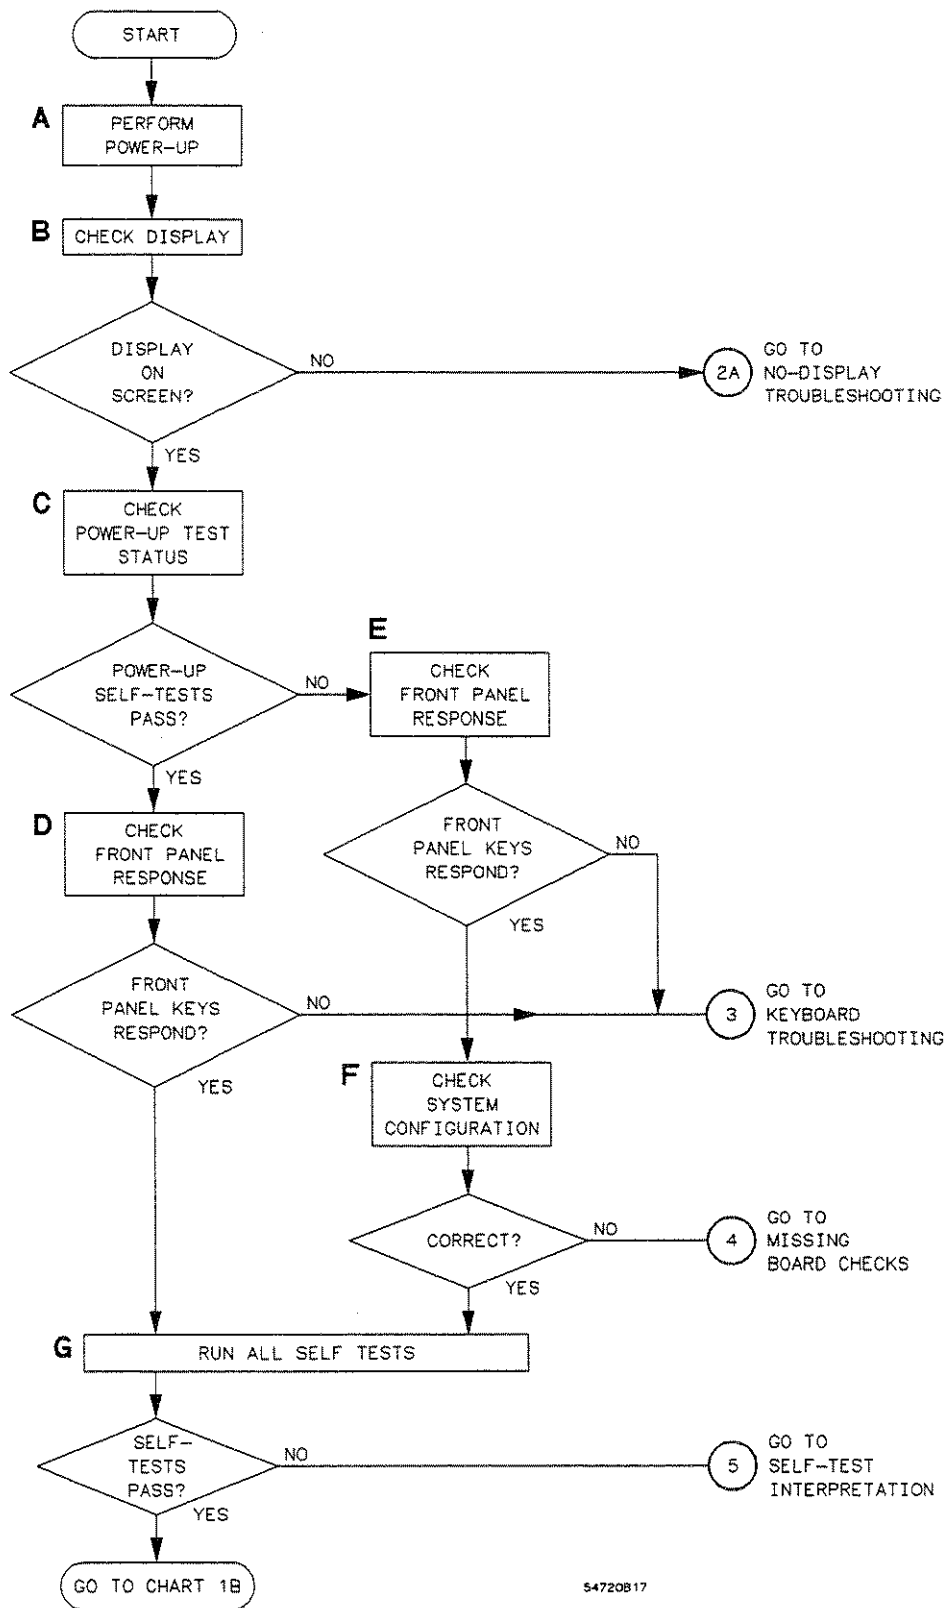 START
A
PERFORM
POWER-UP
B
CHECK DISPLAY
DISPLAY
ON
SCREEN?
NO
2A
GO TO
NO-DISPLAY
TROUBLESHOOTING
YES
C
CHECK
POWER-UP TEST
STATUS
POWER-UP
SELF-TESTS
PASS?
NO
E
CHECK
FRONT PANEL
RESPONSE
YES
D
CHECK
FRONT PANEL
RESPONSE
FRONT
PANEL KEYS
RESPOND?
NO
YES
FRONT
PANEL KEYS
RESPOND?
NO
3
GO TO
KEYBOARD
TROUBLESHOOTING
YES
F
CHECK
SYSTEM
CONFIGURATION
CORRECT?
NO
4
GO TO
MISSING
BOARD CHECKS
YES
G
RUN ALL SELF TESTS
SELF-
TESTS
PASS?
NO
5
GO TO
SELF-TEST
INTERPRETATION
YES
GO TO CHART 1B
54720B17